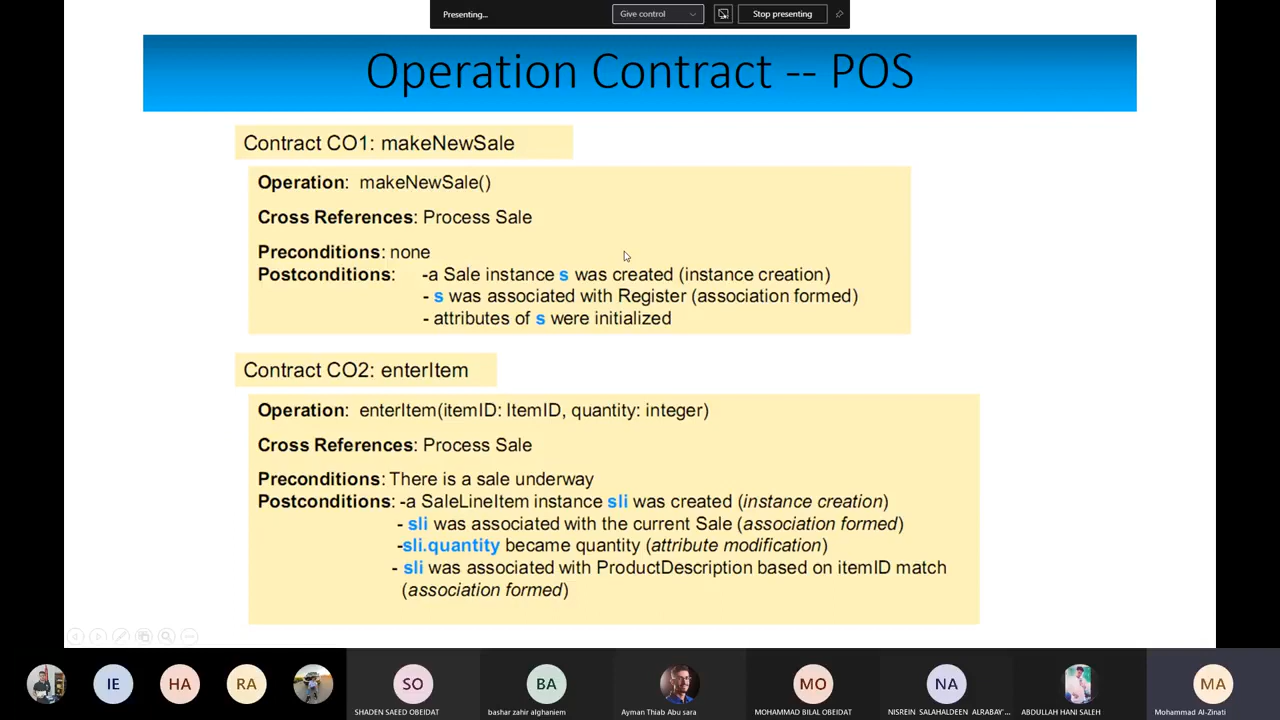 Presenting...
Give control
Stop presenting
Operation Contract -- POS
Contract CO1: makeNewSale
Operation: makeNewSale()
Cross References: Process Sale
Preconditions: none
Postconditions: -a Sale instance s was created (instance creation)
- s was associated with Register (association formed)
- attributes of s were initialized
Contract CO2: enterItem
Operation: enterItem(itemID: ItemID, quantity: integer)
Cross References: Process Sale
Preconditions: There is a sale underway
Postconditions: -a SaleLineItem instance sli was created (instance creation)
- sli was associated with the current Sale (association formed)
-sli.quantity became quantity (attribute modification)
- sli was associated with ProductDescription based on itemID match
(association formed)
IE
HA
RA
SO
BA
MO
NA
MA
SHADEN SAEED OBEIDAT
bashar zahir alghaniem
Ayman Thiab Abu sara
MOHAMMAD BILAL OBEIDAT
NISREIN SALAHALDEEN ALRABAY'...
ABDULLAH HANI SALEH
Mohammad Al-Zinati